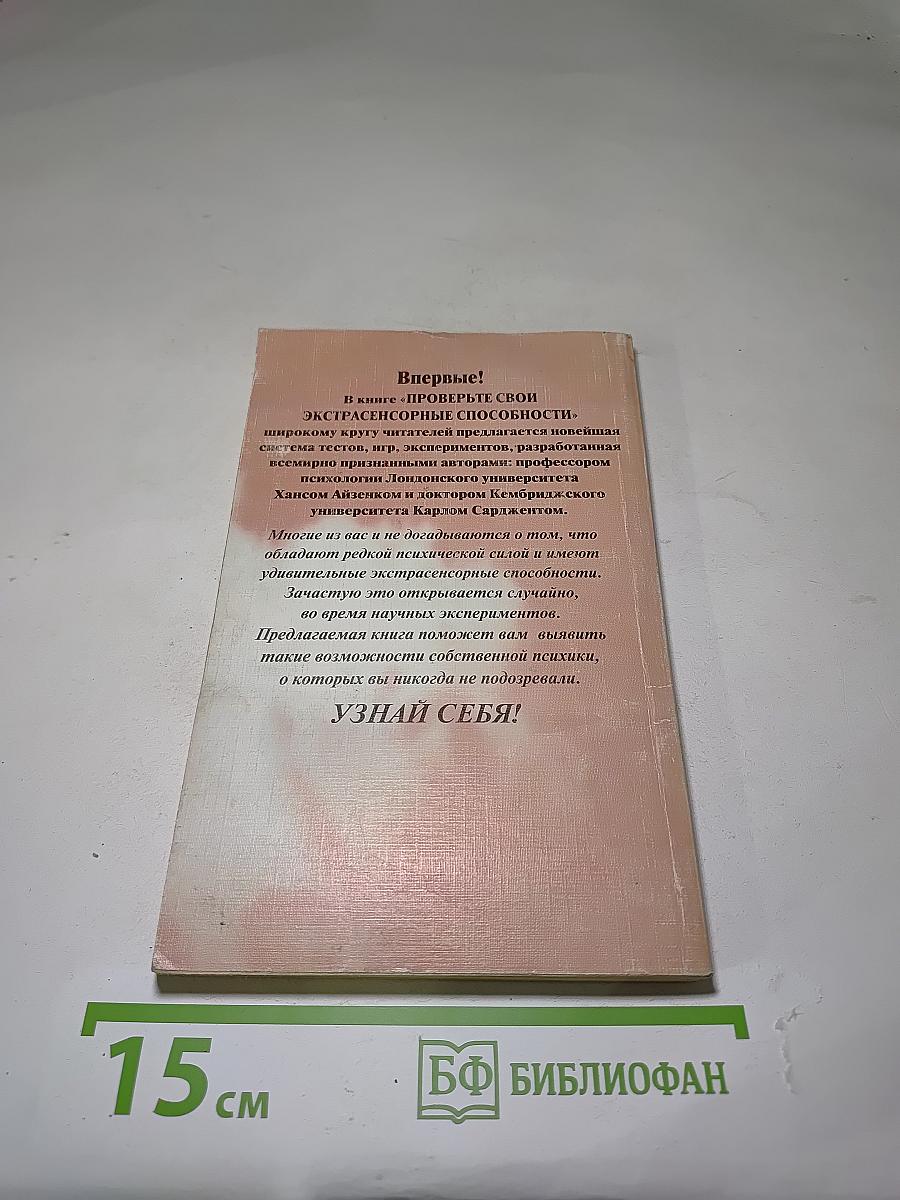 Впервые!
В книге «ПРОВЕРЬТЕ СВОИ
ЭКСТРАСЕНСОРНЫЕ СПОСОБНОСТИ»
широкому кругу читателей предлагается новейшая
система тестов, игр, экспериментов, разработанная
всемирно признанными авторами: профессором
психологии Лондонского университета
Хансом Айзенком и доктором Кембриджского
университета Карлом Сарджентом.
Многие из вас и не догадываются о том, что
обладают редкой психической силой и имеют
удивительные экстрасенсорные способности.
Зачастую это открывается случайно,
во время научных экспериментов.
Предлагаемая книга поможет вам выявить
такие возможности собственной психики,
о которых вы никогда не подозревали.
УЗНАЙ СЕБЯ!
15 см
БФ БИБЛИОФАН